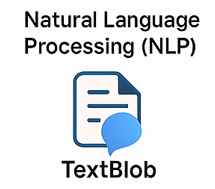 Natural Language
Processing (NLP)
TextBlob